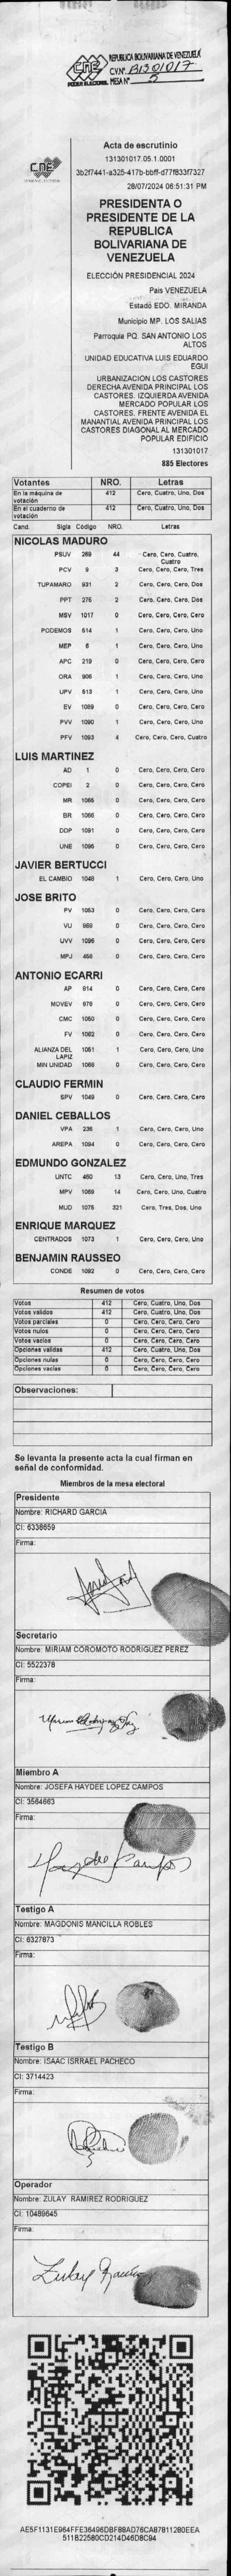 REPUBLICA BOLIVARIANA DE VENEZUELA
CNE
CVN° 131301017
PODER ELECTORAL MESA N° 5
CNE
Acta de escrutinio
131301017.05.1.0001
3b2f7441-a325-417b-bbff-d77f833f7327
28/07/2024 06:51:31 PM
PRESIDENTA O
PRESIDENTE DE LA
REPUBLICA
BOLIVARIANA DE
VENEZUELA
ELECCIÓN PRESIDENCIAL 2024
Pais VENEZUELA
Estado EDO. MIRANDA
Municipio MP. LOS SALIAS
Parroquia PQ. SAN ANTONIO LOS
ALTOS
UNIDAD EDUCATIVA LUIS EDUARDO
EGUI
URBANIZACION LOS CASTORES
DERECHA AVENIDA PRINCIPAL LOS
CASTORES. IZQUIERDA AVENIDA
MERCADO POPULAR LOS
CASTORES. FRENTE AVENIDA EL
MANANTIAL AVENIDA PRINCIPAL LOS
CASTORES DIAGONAL AL MERCADO
POPULAR EDIFICIO
131301017
885 Electores
Votantes NRO. Letras
En la máquina de votación 412 Cero, Cuatro, Uno, Dos
En el cuaderno de votación 412 Cero, Cuatro, Uno, Dos
Cand. Sigla Código NRO. Letras
NICOLAS MADURO
PSUV 269 44 Cero, Cero, Cuatro, Cuatro
PCV 9 3 Cero, Cero, Cero, Tres
TUPAMARO 931 2 Cero, Cero, Cero, Dos
PPT 276 2 Cero, Cero, Cero, Dos
MSV 1017 0 Cero, Cero, Cero, Cero
PODEMOS 514 1 Cero, Cero, Cero, Uno
MEP 6 1 Cero, Cero, Cero, Uno
APC 219 0 Cero, Cero, Cero, Cero
ORA 906 1 Cero, Cero, Cero, Uno
UPV 513 1 Cero, Cero, Cero, Uno
EV 1089 0 Cero, Cero, Cero, Cero
PVV 1090 1 Cero, Cero, Cero, Uno
PFV 1093 4 Cero, Cero, Cero, Cuatro
LUIS MARTINEZ
AD 1 0 Cero, Cero, Cero, Cero
COPEI 2 0 Cero, Cero, Cero, Cero
MR 1065 0 Cero, Cero, Cero, Cero
BR 1066 0 Cero, Cero, Cero, Cero
DDP 1091 0 Cero, Cero, Cero, Cero
UNE 1095 0 Cero, Cero, Cero, Cero
JAVIER BERTUCCI
EL CAMBIO 1048 1 Cero, Cero, Cero, Uno
JOSE BRITO
PV 1053 0 Cero, Cero, Cero, Cero
VU 969 0 Cero, Cero, Cero, Cero
UVV 1096 0 Cero, Cero, Cero, Cero
MPJ 458 0 Cero, Cero, Cero, Cero
ANTONIO ECARRI
AP 914 0 Cero, Cero, Cero, Cero
MOVEV 976 0 Cero, Cero, Cero, Cero
CMC 1050 0 Cero, Cero, Cero, Cero
FV 1062 0 Cero, Cero, Cero, Cero
ALIANZA DEL LAPIZ 1051 1 Cero, Cero, Cero, Uno
MIN UNIDAD 1068 0 Cero, Cero, Cero, Cero
CLAUDIO FERMIN
SPV 1049 0 Cero, Cero, Cero, Cero
DANIEL CEBALLOS
VPA 236 1 Cero, Cero, Cero, Uno
AREPA 1094 0 Cero, Cero, Cero, Cero
EDMUNDO GONZALEZ
UNTC 460 13 Cero, Cero, Uno, Tres
MPV 1069 14 Cero, Cero, Uno, Cuatro
MUD 1075 321 Cero, Tres, Dos, Uno
ENRIQUE MARQUEZ
CENTRADOS 1073 1 Cero, Cero, Cero, Uno
BENJAMIN RAUSSEO
CONDE 1092 0 Cero, Cero, Cero, Cero
Resumen de votos
Votos 412 Cero, Cuatro, Uno, Dos
Votos validos 412 Cero, Cuatro, Uno, Dos
Votos parciales 0 Cero, Cero, Cero, Cero
Votos nulos 0 Cero, Cero, Cero, Cero
Votos vacios 0 Cero, Cero, Cero, Cero
Opciones validas 412 Cero, Cuatro, Uno, Dos
Opciones nulas 0 Cero, Cero, Cero, Cero
Opciones vacias 0 Cero, Cero, Cero, Cero
Observaciones:
Se levanta la presente acta la cual firman en
señal de conformidad.
Miembros de la mesa electoral
Presidente
Nombre: RICHARD GARCIA
CI: 6338659
Firma:
Secretario
Nombre: MIRIAM COROMOTO RODRIGUEZ PEREZ
CI: 5522378
Firma:
Miembro A
Nombre: JOSEFA HAYDEE LOPEZ CAMPOS
CI: 3564663
Firma:
Testigo A
Nombre: MAGDONIS MANCILLA ROBLES
CI: 6327873
Firma:
Testigo B
Nombre: ISAAC ISRRAEL PACHECO
CI: 3714423
Firma:
Operador
Nombre: ZULAY RAMIREZ RODRIGUEZ
CI: 10489645
Firma:
AE5F1131E964FFE36496DBF88AD76CA87811280EEA
511B22580CD214D46D8C94